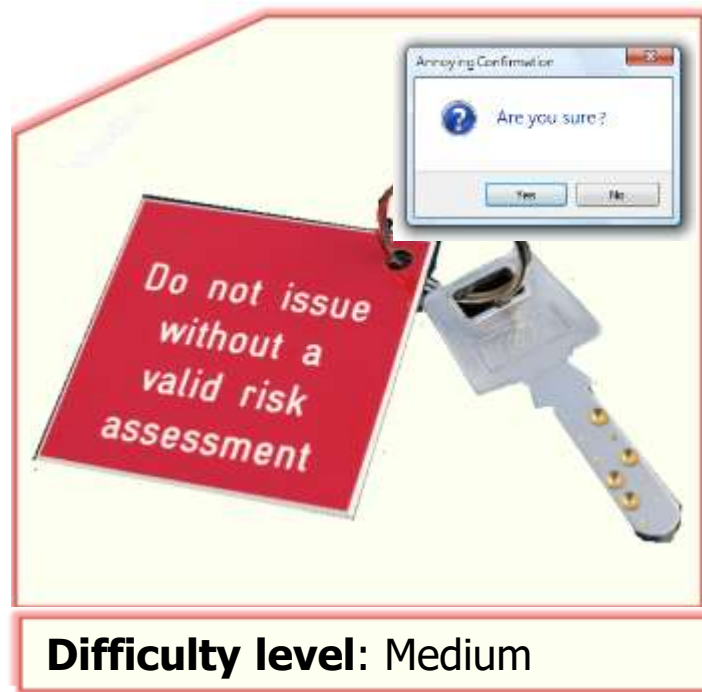 Annoying Confirmation
Are you sure?
Yes
No
Do not issue
without a
valid risk
assessment
Difficulty level: Medium